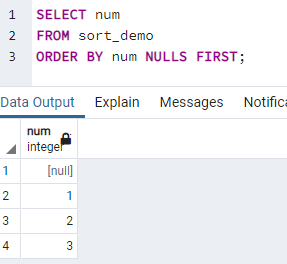 1 SELECT num
2 FROM sort_demo
3 ORDER BY num NULLS FIRST;
Data Output Explain Messages
num
integer
1 [null]
2 1
3 2
4 3